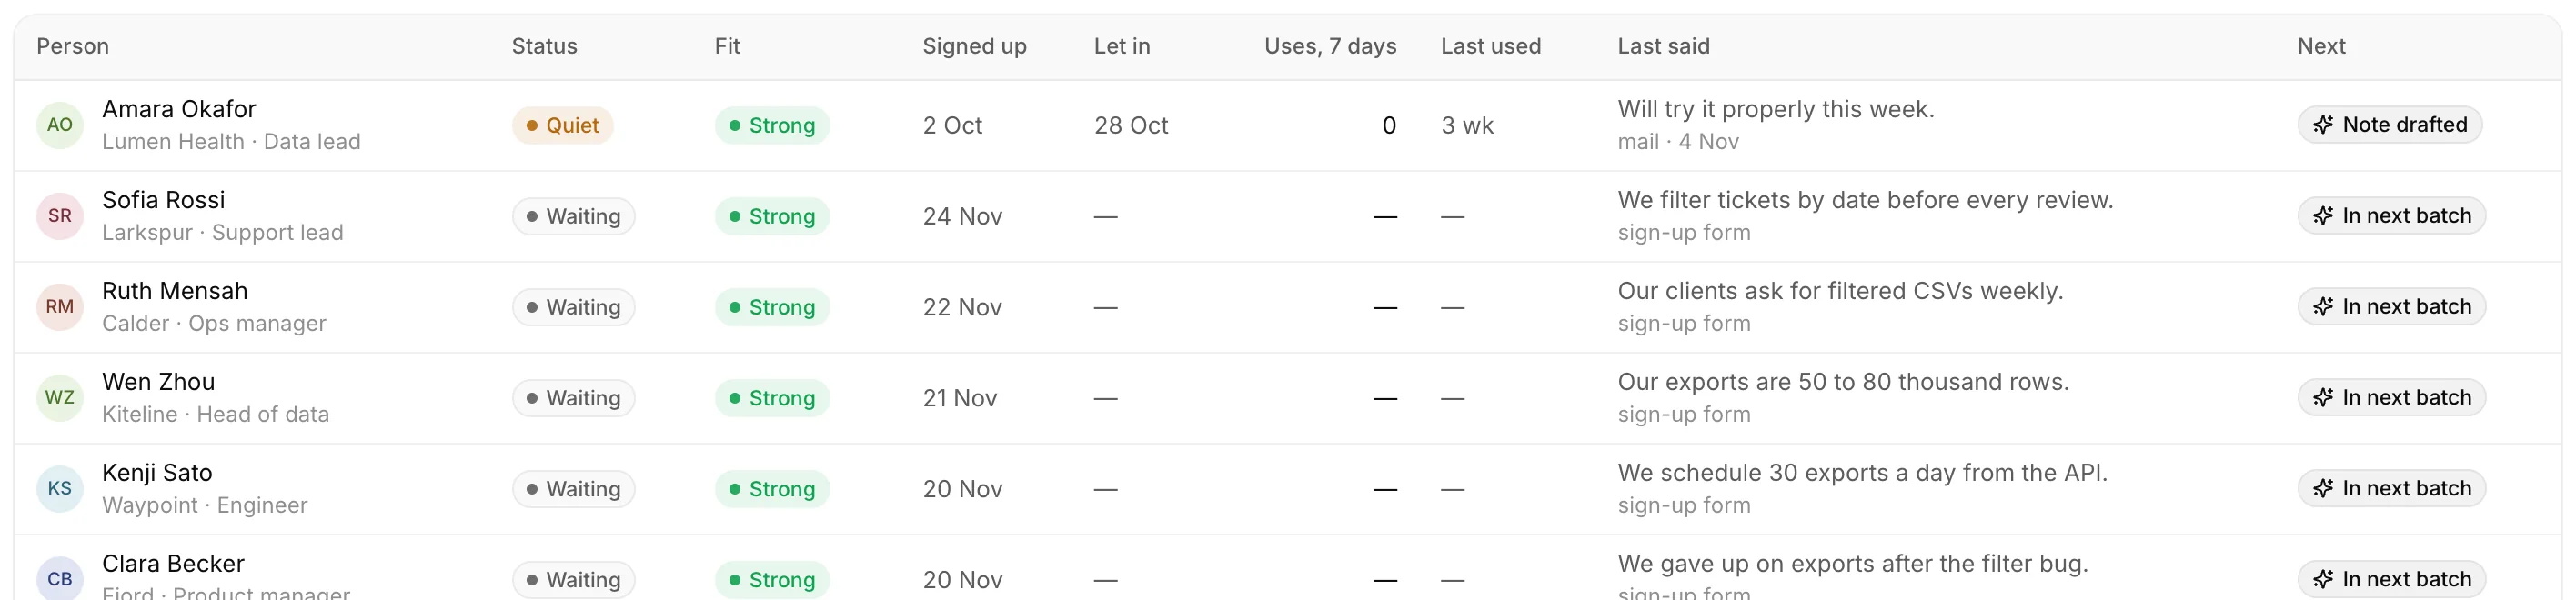 Person Status Fit Signed up Let in Uses, 7 days Last used Last said Next
AO Amara Okafor Quiet Strong 2 Oct 28 Oct 0 3 wk Will try it properly this week. Note drafted
Lumen Health · Data lead mail · 4 Nov
SR Sofia Rossi Waiting Strong 24 Nov — — — We filter tickets by date before every review. In next batch
Larkspur · Support lead sign-up form
RM Ruth Mensah Waiting Strong 22 Nov — — — Our clients ask for filtered CSVs weekly. In next batch
Calder · Ops manager sign-up form
WZ Wen Zhou Waiting Strong 21 Nov — — — Our exports are 50 to 80 thousand rows. In next batch
Kiteline · Head of data sign-up form
KS Kenji Sato Waiting Strong 20 Nov — — — We schedule 30 exports a day from the API. In next batch
Waypoint · Engineer sign-up form
CB Clara Becker Waiting Strong 20 Nov — — — We gave up on exports after the filter bug. In next batch
Fjord · Product manager sign-up form